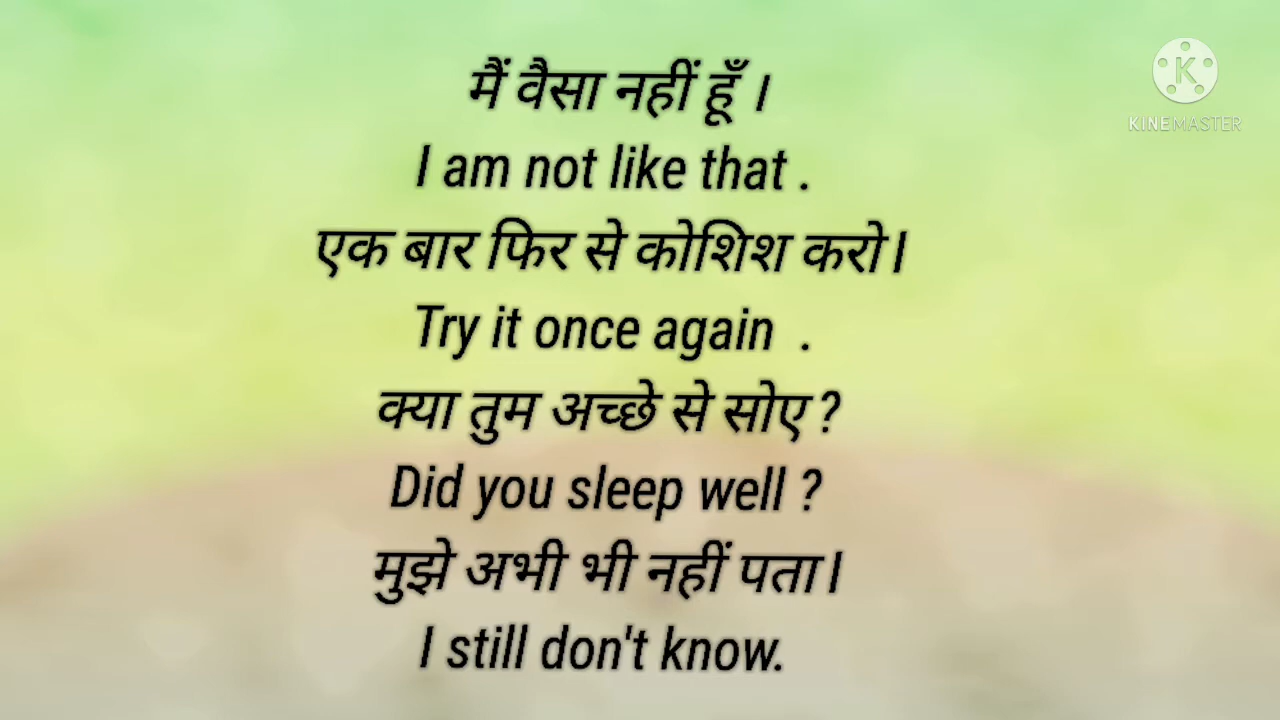 मैं वैसा नहीं हूँ ।
I am not like that .
एक बार फिर से कोशिश करो।
Try it once again .
क्या तुम अच्छे से सोए ?
Did you sleep well ?
मुझे अभी भी नहीं पता।
I still don't know.
K
KINEMASTER